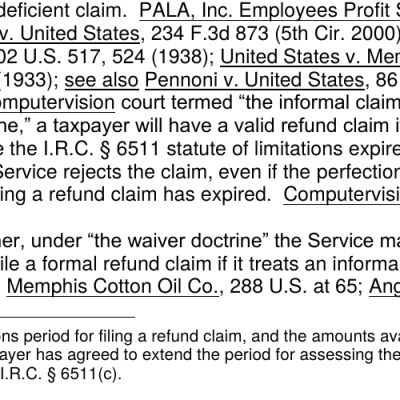 deficient claim. PALA, Inc. Employees Profit S
v. United States, 234 F.3d 873 (5th Cir. 2000)
02 U.S. 517, 524 (1938); United States v. Mem
(1933); see also Pennoni v. United States, 86
omputervision court termed “the informal claim
ne,” a taxpayer will have a valid refund claim i
e the I.R.C. § 6511 statute of limitations expire
Service rejects the claim, even if the perfection
ing a refund claim has expired. Computervisi
er, under “the waiver doctrine” the Service ma
ile a formal refund claim if it treats an informa
Memphis Cotton Oil Co., 288 U.S. at 65; Ang
ons period for filing a refund claim, and the amounts ava
ayer has agreed to extend the period for assessing the
I.R.C. § 6511(c).